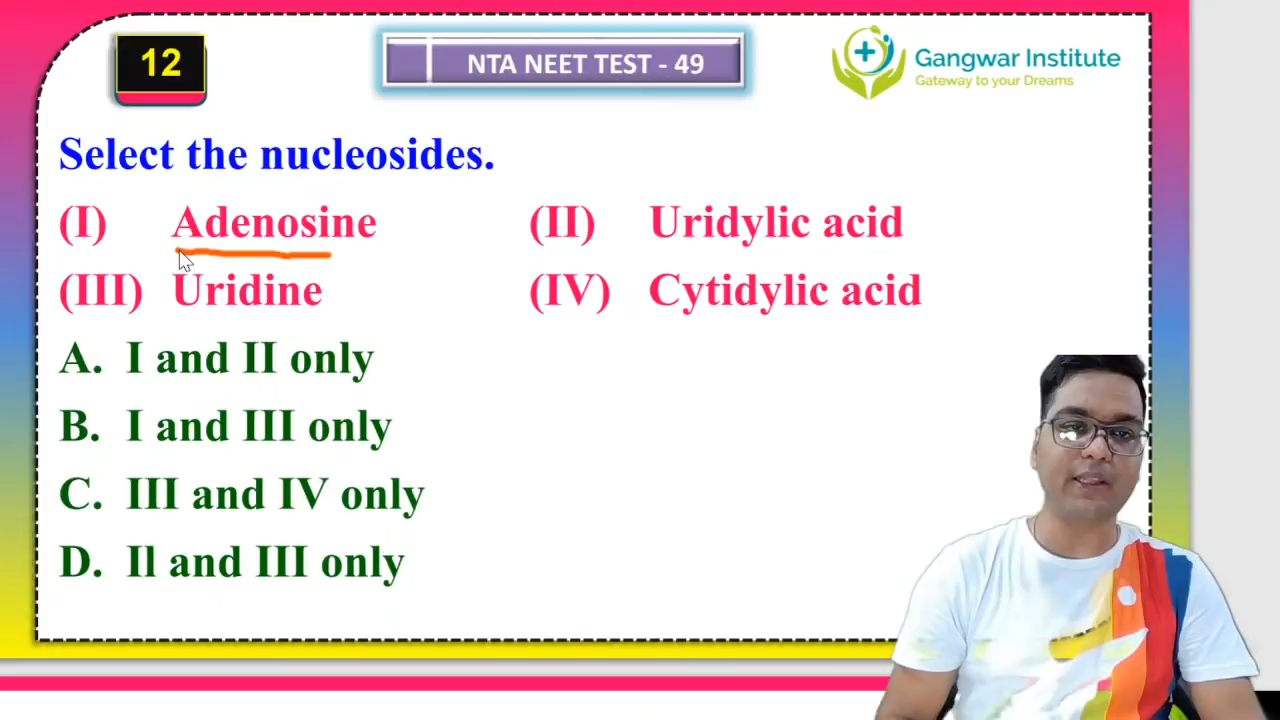 12
NTA NEET TEST - 49
Gangwar Institute
Gateway to your Dreams
Select the nucleosides.
(I) Adenosine (II) Uridylic acid
(III) Uridine (IV) Cytidylic acid
A. I and II only
B. I and III only
C. III and IV only
D. Il and III only